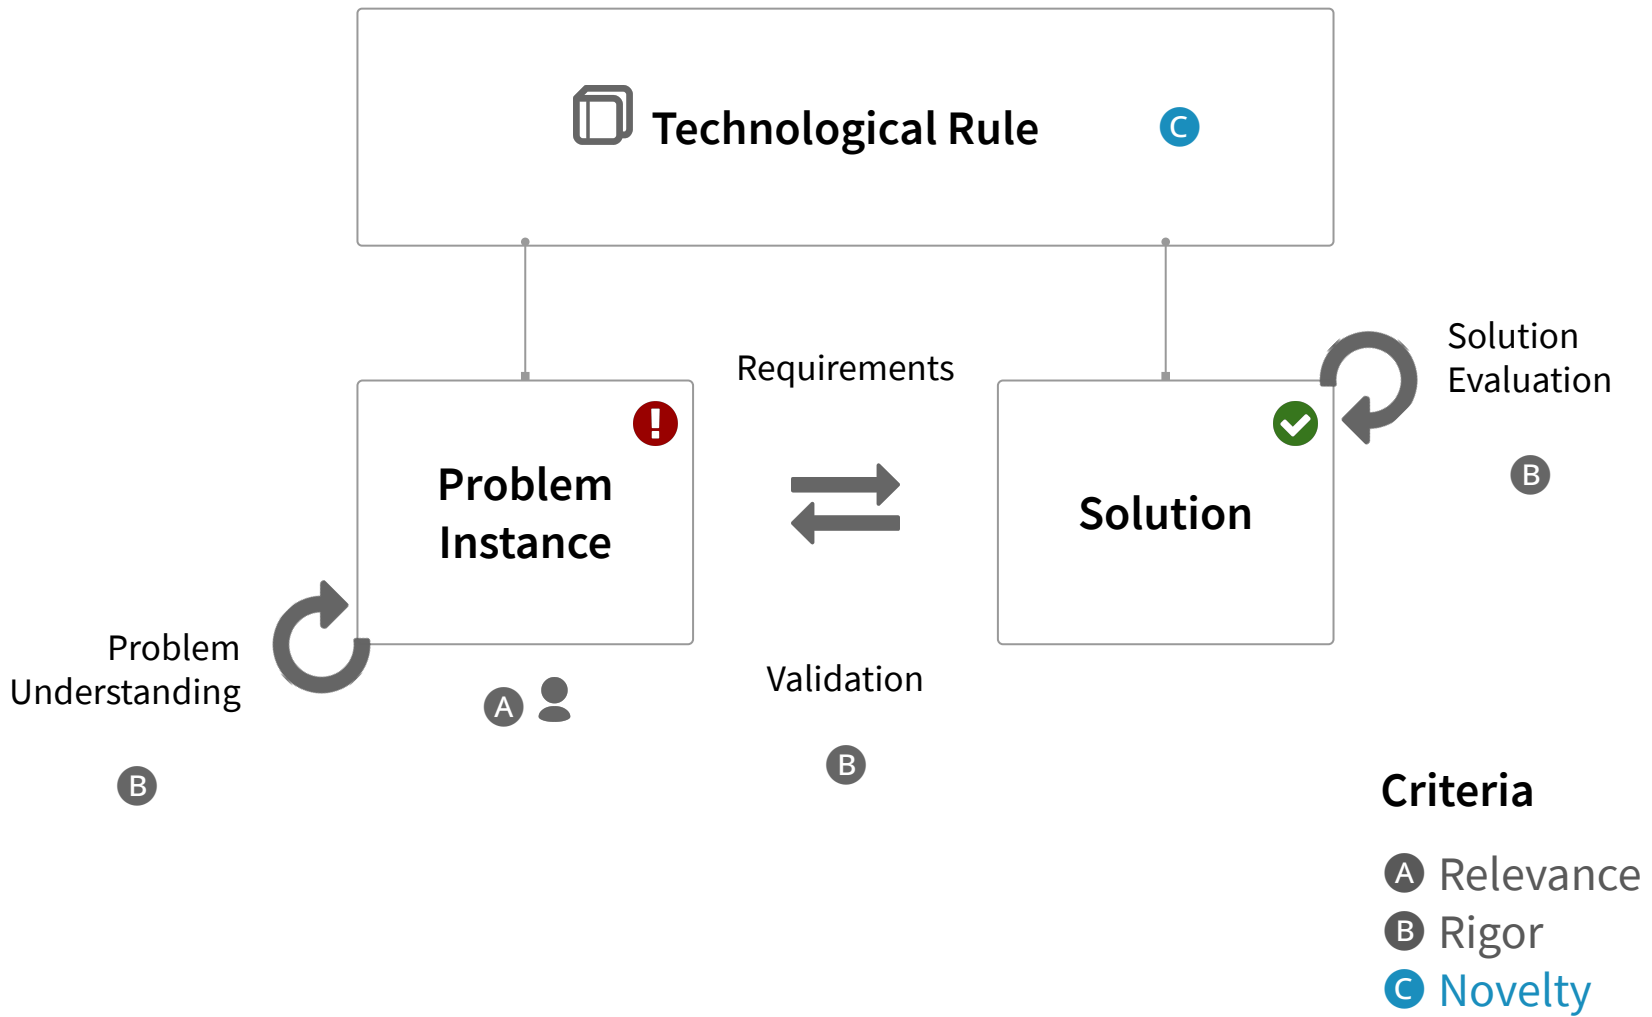 Technological Rule
C
Requirements
Solution
Evaluation
B
Problem
Instance
Solution
Problem
Understanding
B
A
Validation
B
Criteria
A Relevance
B Rigor
C Novelty